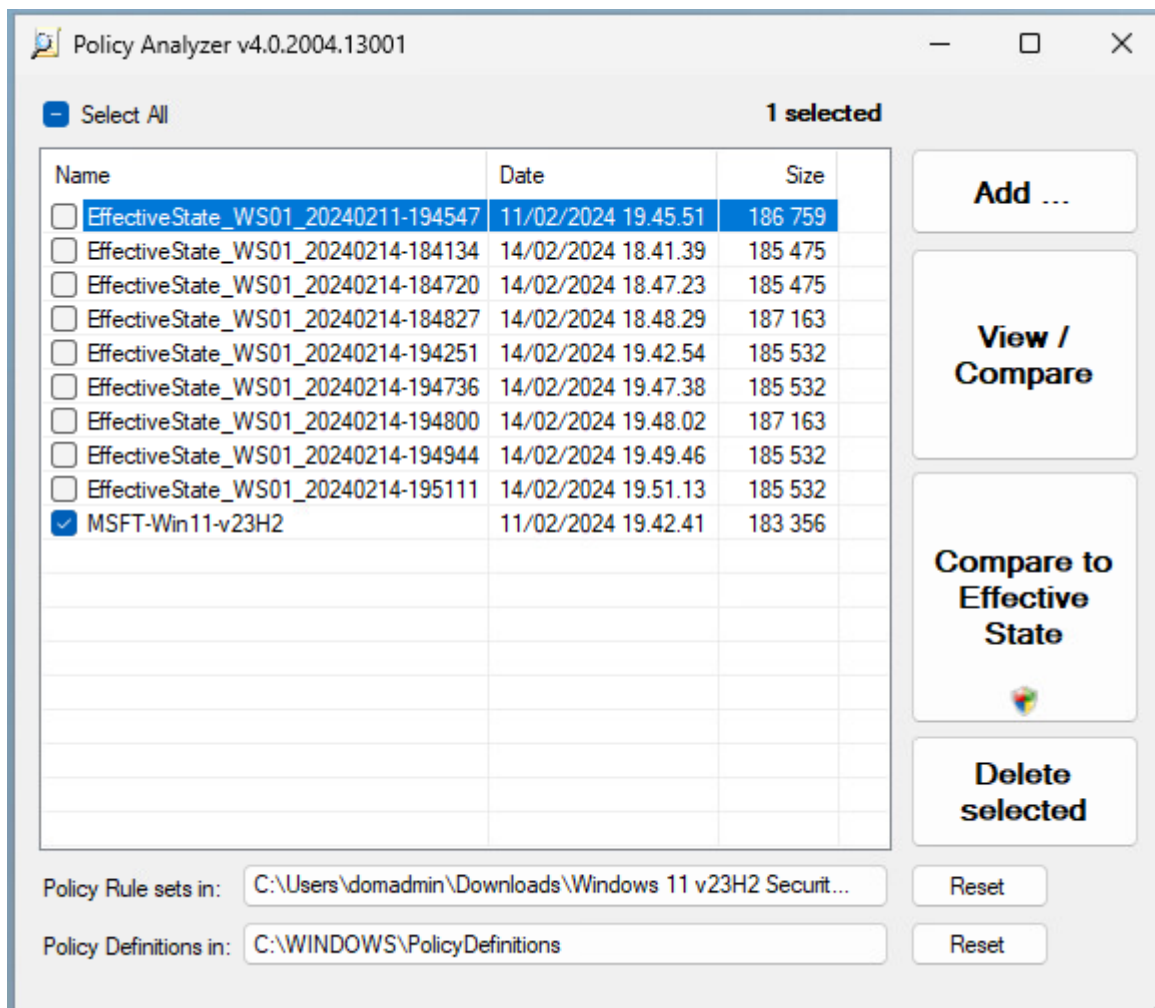 Policy Analyzer v4.0.2004.13001
Select All 1 selected
Name Date Size
EffectiveState_WS01_20240211-194547 11/02/2024 19.45.51 186 759
EffectiveState_WS01_20240214-184134 14/02/2024 18.41.39 185 475
EffectiveState_WS01_20240214-184720 14/02/2024 18.47.23 185 475
EffectiveState_WS01_20240214-184827 14/02/2024 18.48.29 187 163
EffectiveState_WS01_20240214-194251 14/02/2024 19.42.54 185 532
EffectiveState_WS01_20240214-194736 14/02/2024 19.47.38 185 532
EffectiveState_WS01_20240214-194800 14/02/2024 19.48.02 187 163
EffectiveState_WS01_20240214-194944 14/02/2024 19.49.46 185 532
EffectiveState_WS01_20240214-195111 14/02/2024 19.51.13 185 532
MSFT-Win11-v23H2 11/02/2024 19.42.41 183 356
Add ...
View /
Compare
Compare to
Effective
State
Delete
selected
Policy Rule sets in: C:\Users\domadmin\Downloads\Windows 11 v23H2 Securit... Reset
Policy Definitions in: C:\WINDOWS\PolicyDefinitions Reset